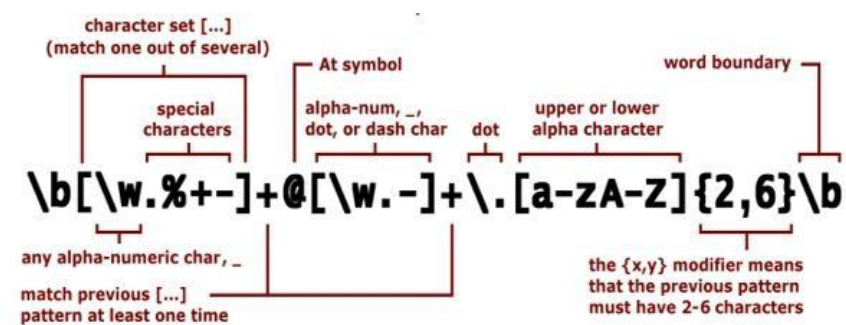 character set [...]
(match one out of several)
At symbol
word boundary
special
characters
alpha-num, _,
dot, or dash char
dot
upper or lower
alpha character
\b[\w.%+-]+@[\w.-]+\.[a-zA-Z]{2,6}\b
any alpha-numeric char, _
match previous [...]
pattern at least one time
the {x,y} modifier means
that the previous pattern
must have 2-6 characters